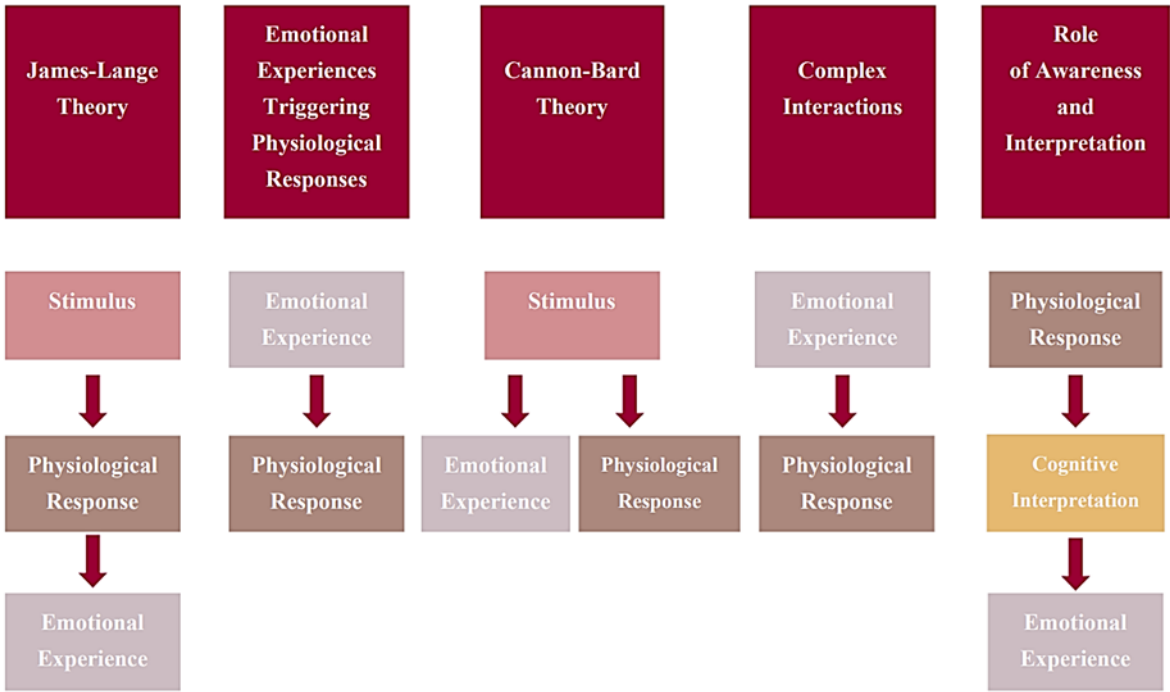 James-Lange
Theory
Emotional
Experiences
Triggering
Physiological
Responses
Cannon-Bard
Theory
Complex
Interactions
Role
of Awareness
and
Interpretation
Stimulus
Emotional
Experience
Stimulus
Emotional
Experience
Physiological
Response
Physiological
Response
Physiological
Response
Emotional
Experience
Physiological
Response
Physiological
Response
Cognitive
Interpretation
Emotional
Experience
Emotional
Experience